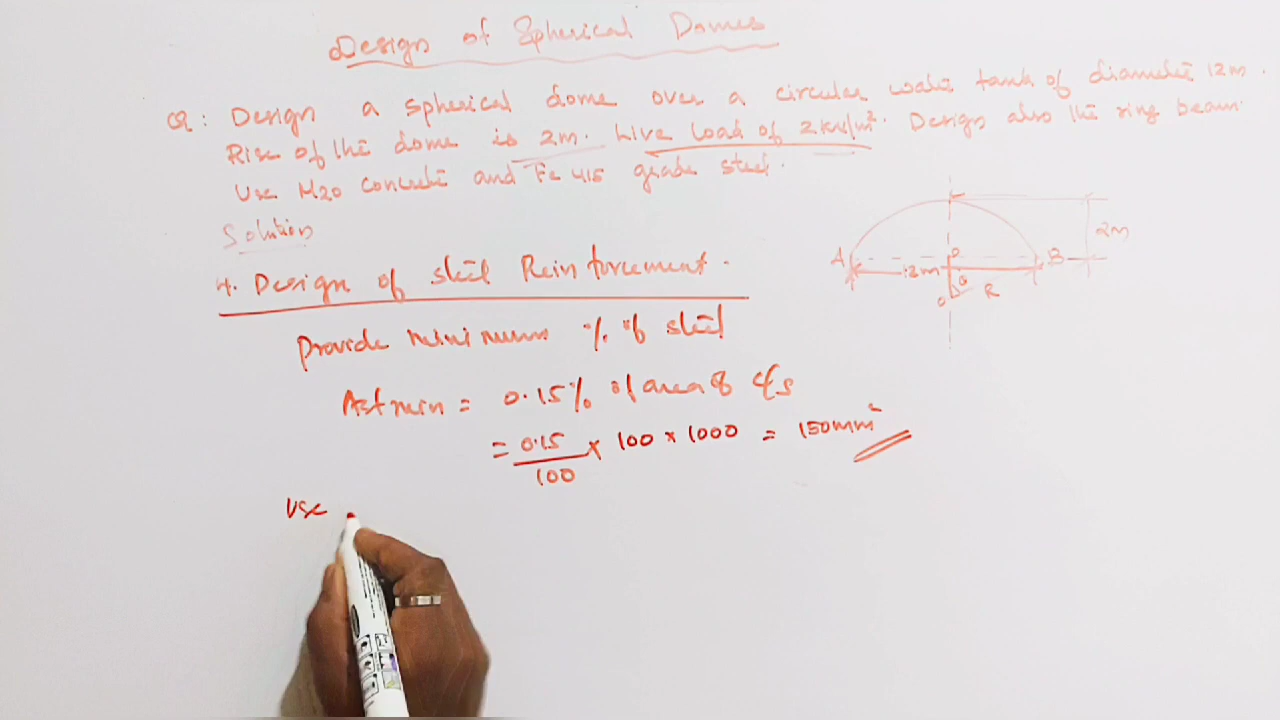 Design of Spherical Domes
Q: Design a spherical dome over a circular water tank of diameter 12m.
Rise of the dome is 2m. Live Load of 2KN/m². Design also the ring beam.
Use M20 concrete and Fe 415 grade steel.
Solution
4. Design of steel Reinforcement.
Provide minimum % of steel
Ast min = 0.15% of area of c/s
= 0.15/100 x 100 x 1000 = 150mm²
Use
A 12m B 2m
O θ R